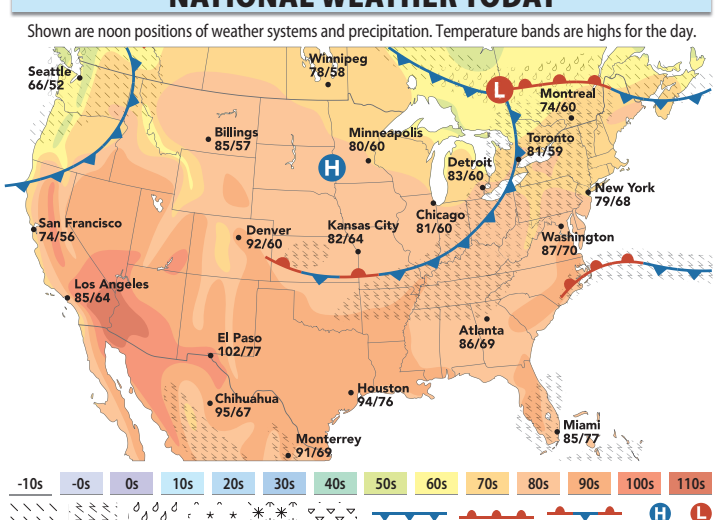 NATIONAL WEATHER TODAY
Shown are noon positions of weather systems and precipitation. Temperature bands are highs for the day.
Winnipeg
78/58
Seattle
66/52
L
Montreal
74/60
Billings
85/57
Minneapolis
80/60
Toronto
81/59
H
Detroit
83/60
New York
79/68
Chicago
81/60
San Francisco
74/56
Denver
92/60
Kansas City
82/64
Washington
87/70
Los Angeles
85/64
Atlanta
86/69
El Paso
102/77
Houston
94/76
Chihuahua
95/67
Miami
85/77
Monterrey
91/69
-10s -0s 0s 10s 20s 30s 40s 50s 60s 70s 80s 90s 100s 110s
H L